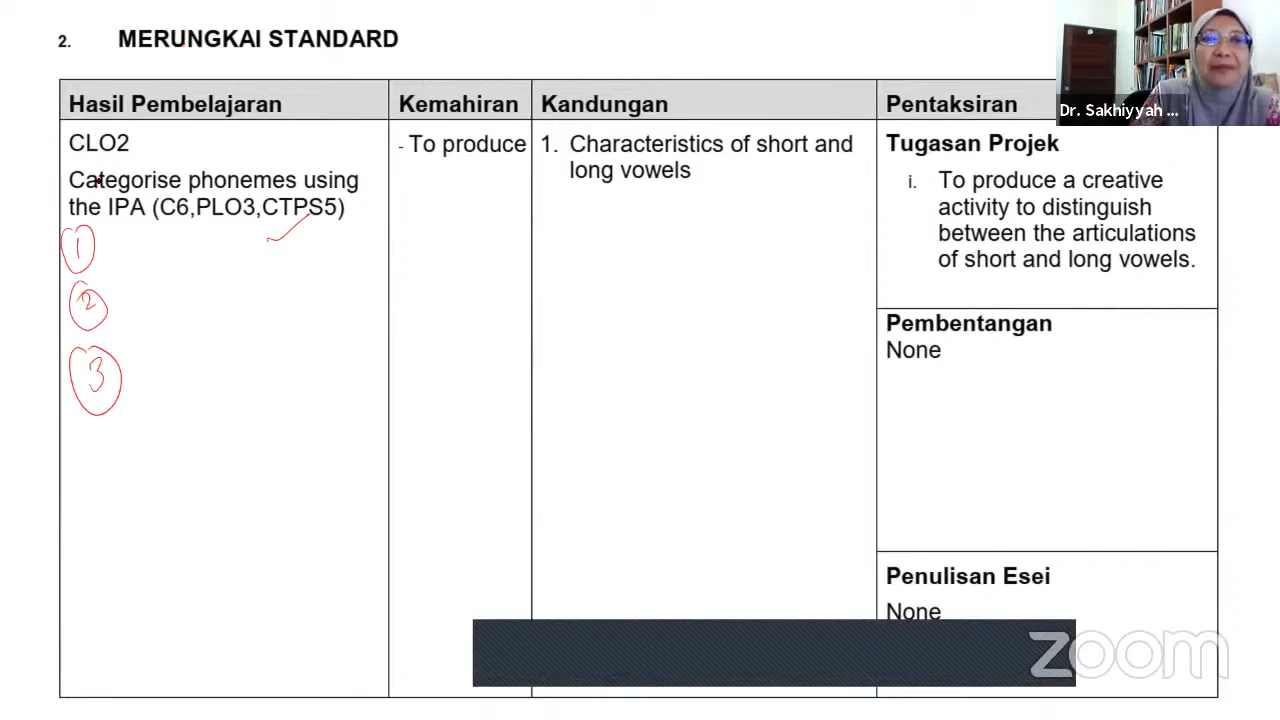 2. MERUNGKAI STANDARD
Hasil Pembelajaran
Kemahiran
Kandungan
Pentaksiran
CLO2
Categorise phonemes using
the IPA (C6,PLO3,CTPS5)
1
2
3
- To produce
1. Characteristics of short and
long vowels
Tugasan Projek
i. To produce a creative
activity to distinguish
between the articulations
of short and long vowels.
Pembentangan
None
Penulisan Esei
None
Dr. Sakhiyyah ...
zoom